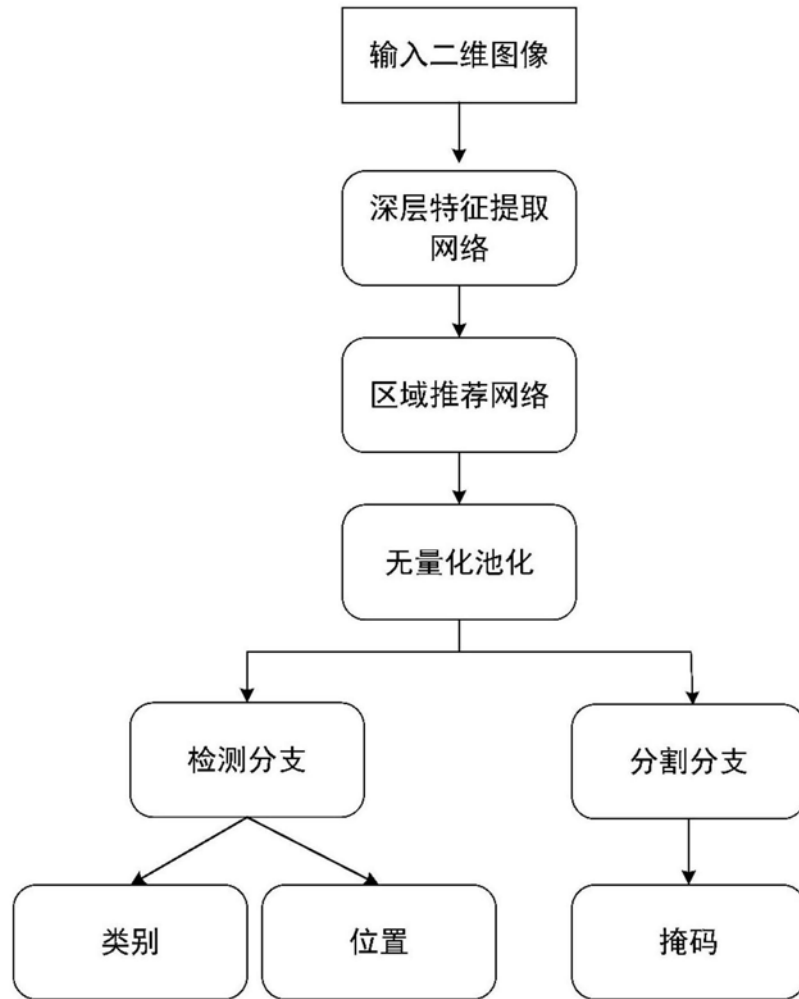 输入二维图像
深层特征提取
网络
区域推荐网络
无量化池化
检测分支
分割分支
类别
位置
掩码